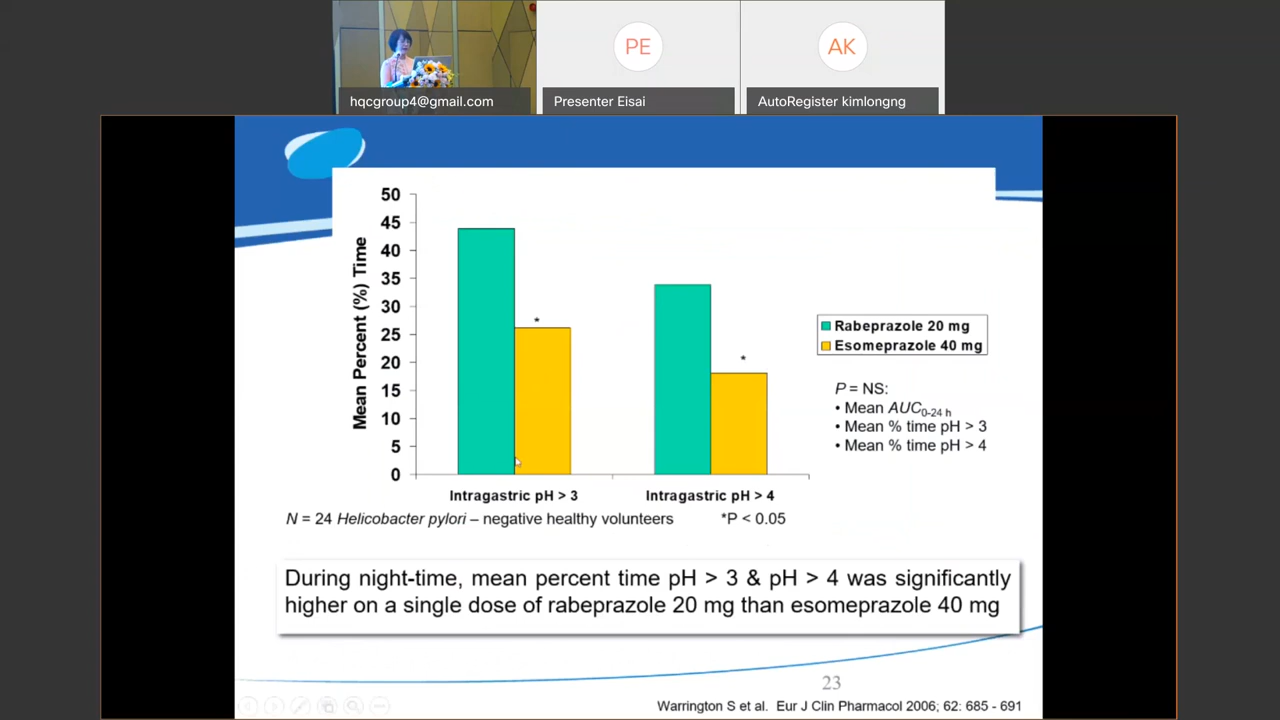 PE
AK
hqcgroup4@gmail.com
Presenter Eisai
AutoRegister kimlongng
50
45
40
35
30
25
20
15
10
5
0
Mean Percent (%) Time
*
*
Intragastric pH > 3
Intragastric pH > 4
Rabeprazole 20 mg
Esomeprazole 40 mg
P = NS:
• Mean AUC0-24 h
• Mean % time pH > 3
• Mean % time pH > 4
N = 24 Helicobacter pylori – negative healthy volunteers
*P < 0.05
During night-time, mean percent time pH > 3 & pH > 4 was significantly
higher on a single dose of rabeprazole 20 mg than esomeprazole 40 mg
23
Warrington S et al. Eur J Clin Pharmacol 2006; 62: 685 - 691